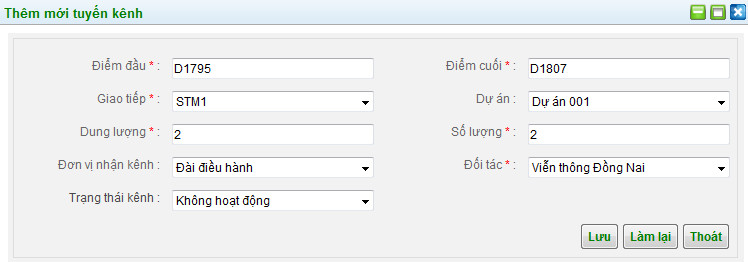 Thêm mới tuyến kênh
Điểm đầu * : D1795 Điểm cuối * : D1807
Giao tiếp * : STM1 Dự án : Dự án 001
Dung lượng * : 2 Số lượng * : 2
Đơn vị nhận kênh : Đài điều hành Đối tác * : Viễn thông Đồng Nai
Trạng thái kênh : Không hoạt động
Lưu Làm lại Thoát